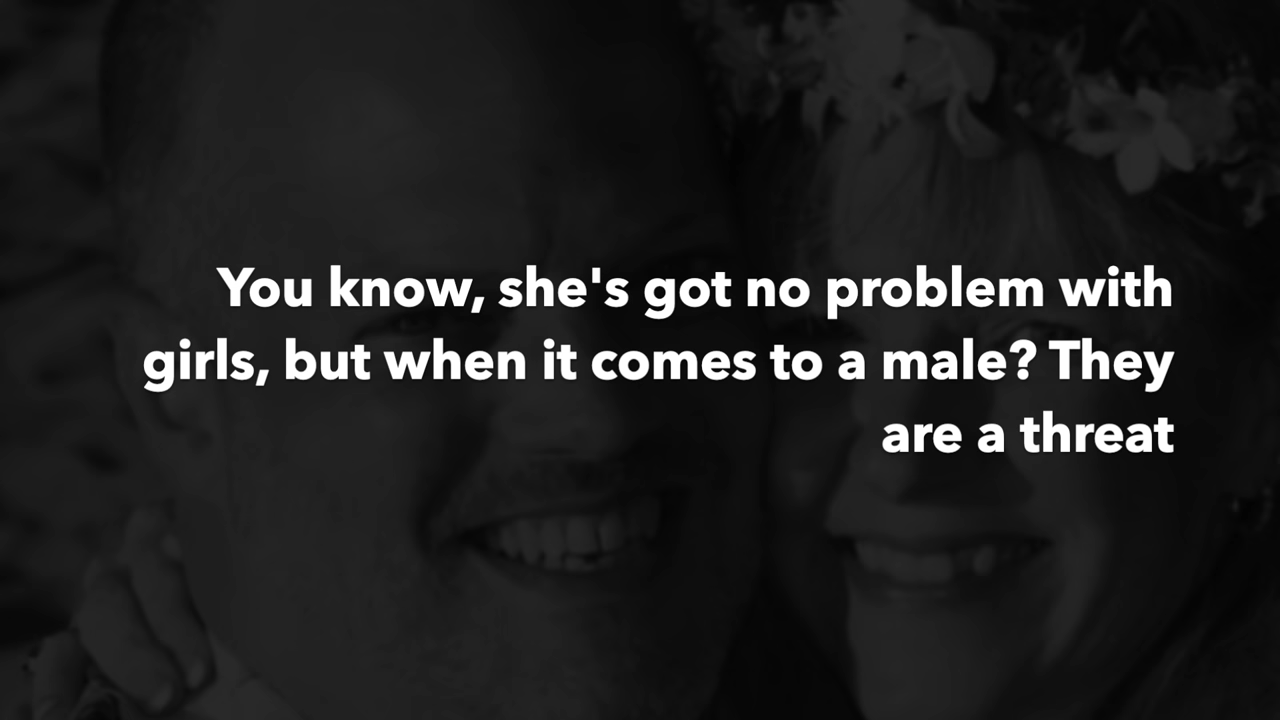 You know, she's got no problem with
girls, but when it comes to a male? They
are a threat